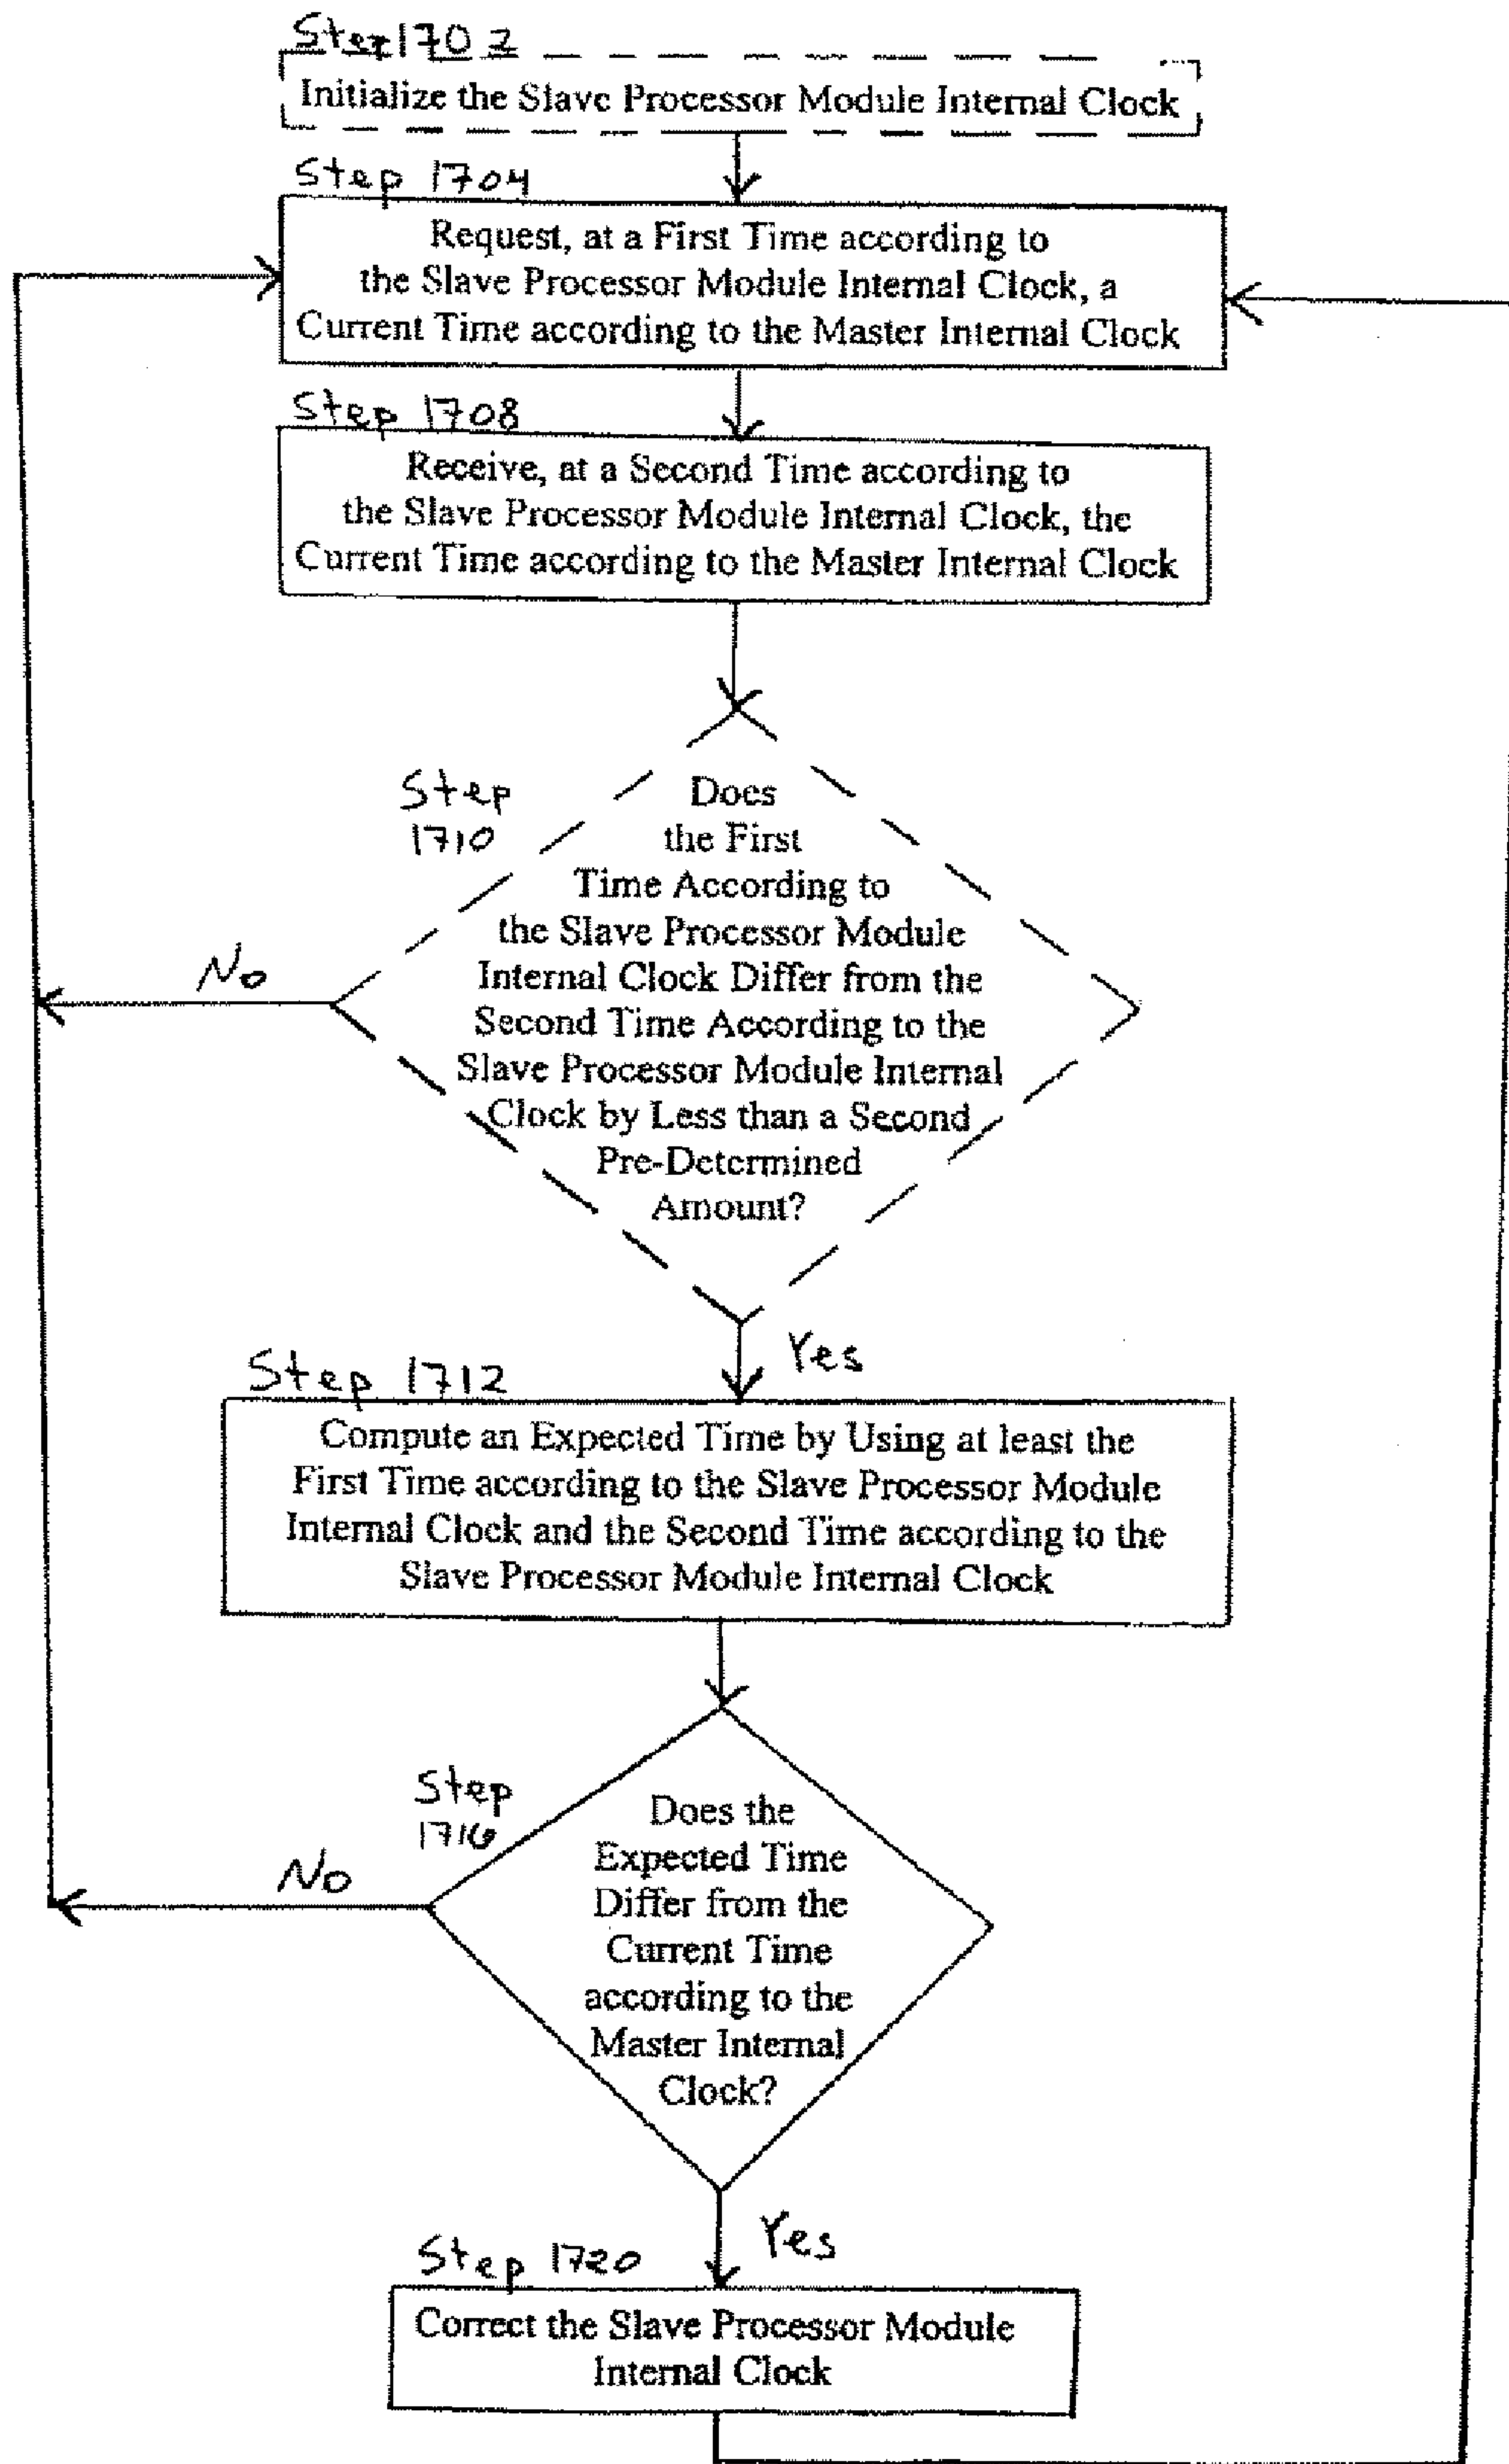 Step 1702
Initialize the Slave Processor Module Internal Clock
Step 1704
Request, at a First Time according to
the Slave Processor Module Internal Clock, a
Current Time according to the Master Internal Clock
Step 1708
Receive, at a Second Time according to
the Slave Processor Module Internal Clock, the
Current Time according to the Master Internal Clock
Step
1710
Does
the First
Time According to
the Slave Processor Module
Internal Clock Differ from the
Second Time According to the
Slave Processor Module Internal
Clock by Less than a Second
Pre-Determined
Amount?
No
Yes
Step 1712
Compute an Expected Time by Using at least the
First Time according to the Slave Processor Module
Internal Clock and the Second Time according to the
Slave Processor Module Internal Clock
Step
1716
Does the
Expected Time
Differ from the
Current Time
according to the
Master Internal
Clock?
No
Yes
Step 1720
Correct the Slave Processor Module
Internal Clock